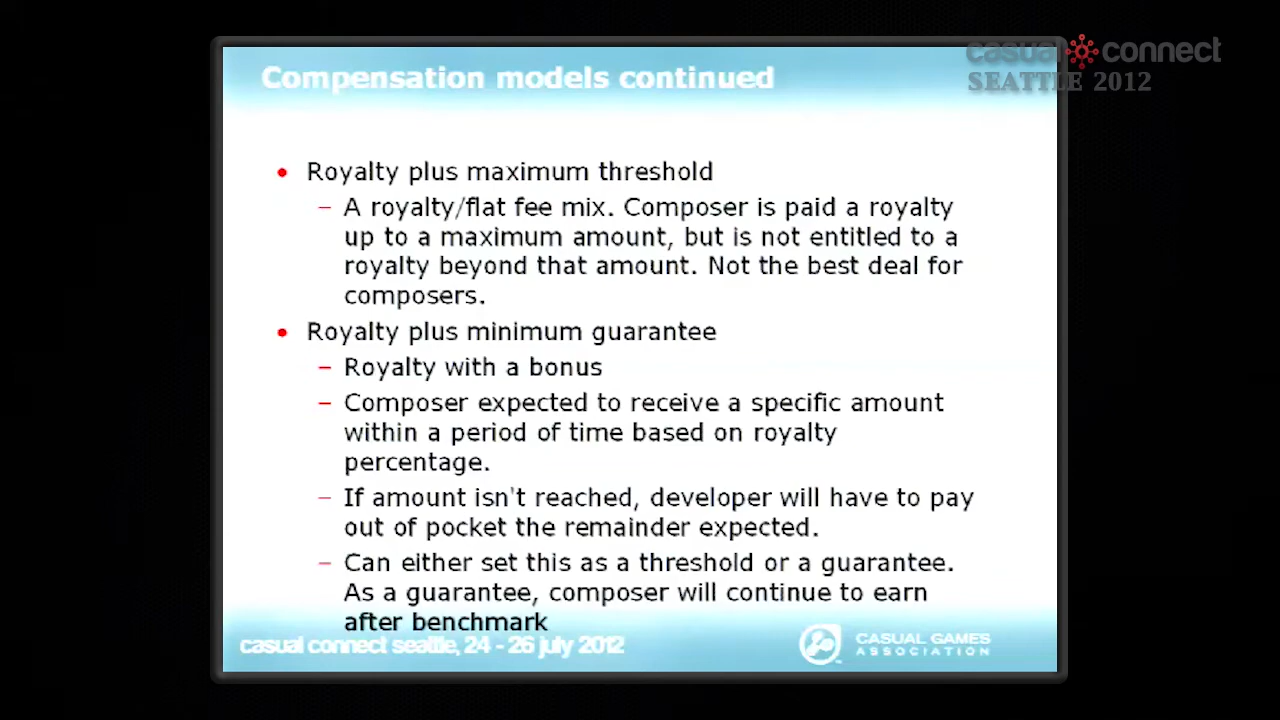 casual connect
SEATTLE 2012
Compensation models continued
• Royalty plus maximum threshold
– A royalty/flat fee mix. Composer is paid a royalty
up to a maximum amount, but is not entitled to a
royalty beyond that amount. Not the best deal for
composers.
• Royalty plus minimum guarantee
– Royalty with a bonus
– Composer expected to receive a specific amount
within a period of time based on royalty
percentage.
– If amount isn't reached, developer will have to pay
out of pocket the remainder expected.
– Can either set this as a threshold or a guarantee.
As a guarantee, composer will continue to earn
after benchmark
casual connect seattle, 24 - 26 july 2012
CASUAL GAMES
ASSOCIATION